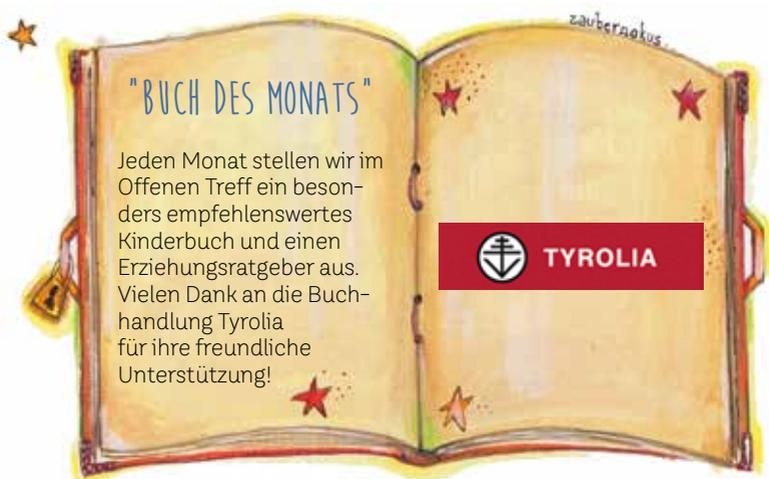 zaubernokus
"BUCH DES MONATS"
Jeden Monat stellen wir im
Offenen Treff ein beson-
ders empfehlenswertes
Kinderbuch und einen
Erziehungsratgeber aus.
Vielen Dank an die Buch-
handlung Tyrolia
für ihre freundliche
Unterstützung!
TYROLIA